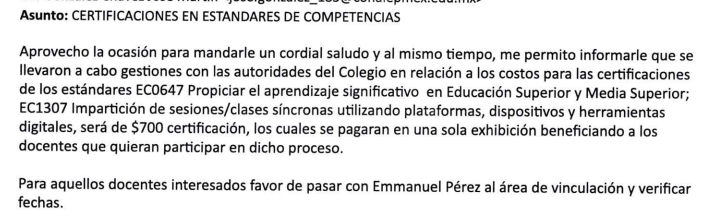 Asunto: CERTIFICACIONES EN ESTANDARES DE COMPETENCIAS
Aprovecho la ocasión para mandarle un cordial saludo y al mismo tiempo, me permito informarle que se
llevaron a cabo gestiones con las autoridades del Colegio en relación a los costos para las certificaciones
de los estándares EC0647 Propiciar el aprendizaje significativo en Educación Superior y Media Superior;
EC1307 Impartición de sesiones/clases síncronas utilizando plataformas, dispositivos y herramientas
digitales, será de $700 certificación, los cuales se pagaran en una sola exhibición beneficiando a los
docentes que quieran participar en dicho proceso.
Para aquellos docentes interesados favor de pasar con Emmanuel Pérez al área de vinculación y verificar
fechas.